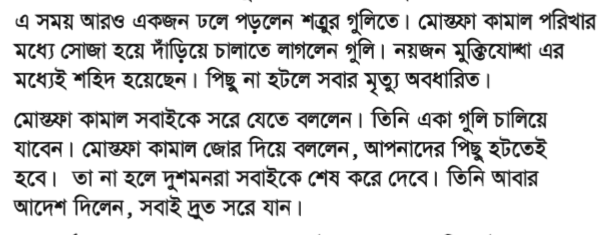 এ সময় আরও একজন ঢলে পড়লেন শত্রুর গুলিতে। মোস্তফা কামাল পরিখার
মধ্যে সোজা হয়ে দাঁড়িয়ে চালাতে লাগলেন গুলি। নয়জন মুক্তিযোদ্ধা এর
মধ্যেই শহিদ হয়েছেন। পিছু না হটলে সবার মৃত্যু অবধারিত।
মোস্তফা কামাল সবাইকে সরে যেতে বললেন। তিনি একা গুলি চালিয়ে
যাবেন। মোস্তফা কামাল জোর দিয়ে বললেন, আপনাদের পিছু হটতেই
হবে। তা না হলে দুশমনরা সবাইকে শেষ করে দেবে। তিনি আবার
আদেশ দিলেন, সবাই দ্রুত সরে যান।